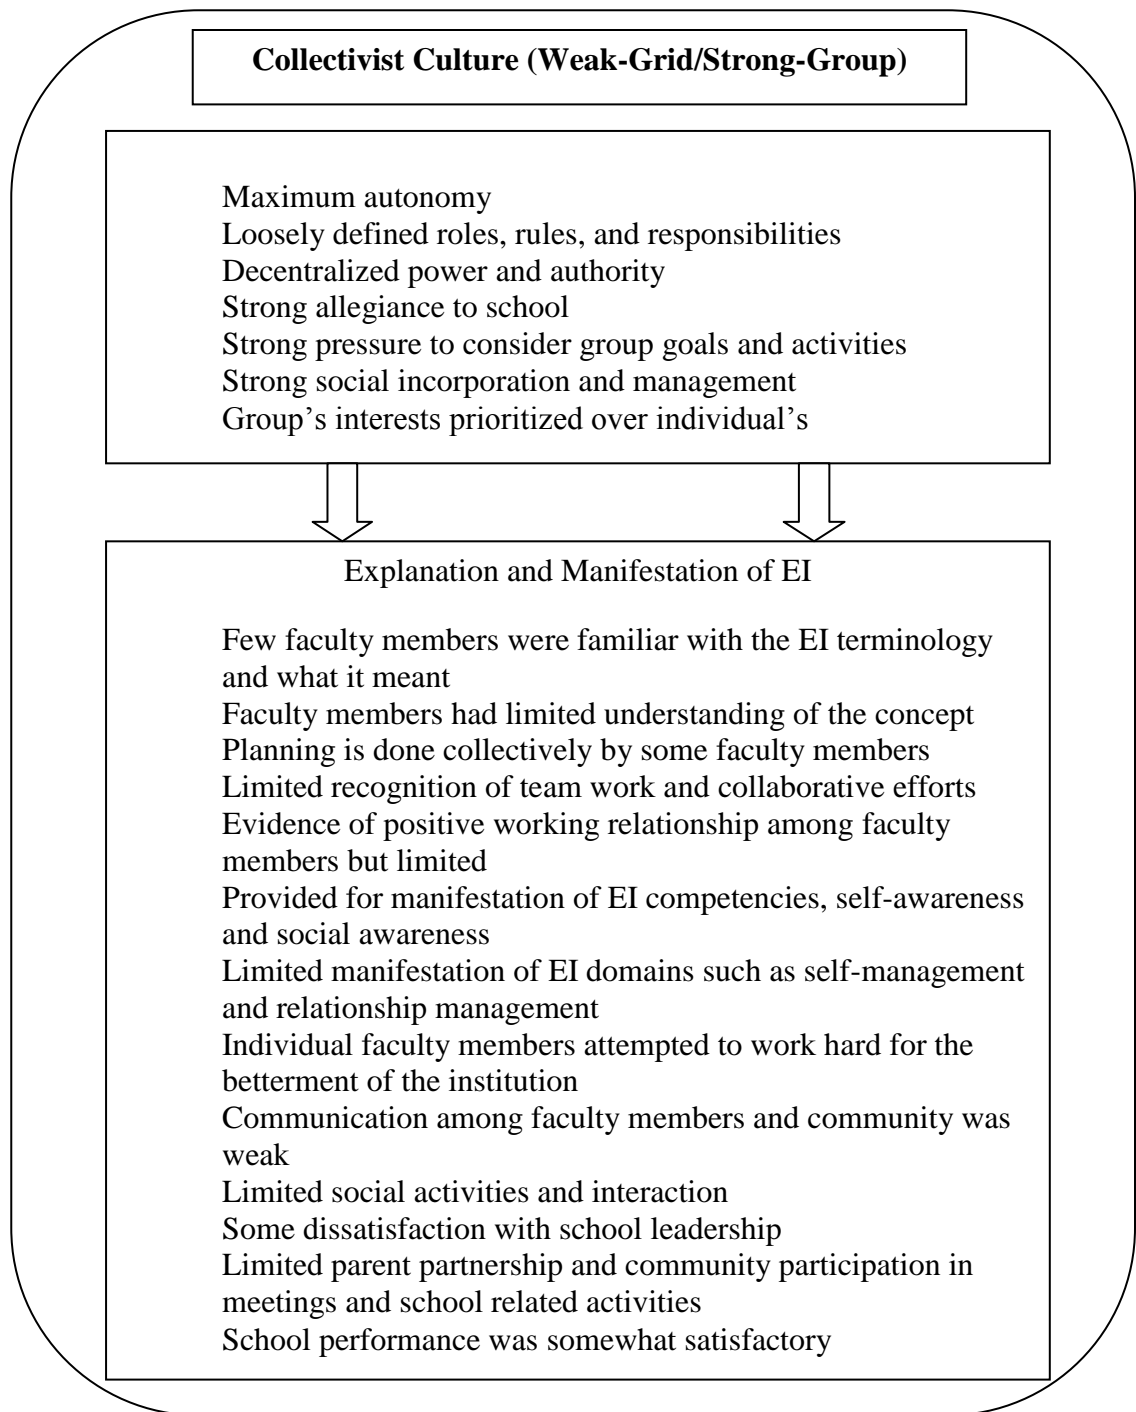 Collectivist Culture (Weak-Grid/Strong-Group)
Maximum autonomy
Loosely defined roles, rules, and responsibilities
Decentralized power and authority
Strong allegiance to school
Strong pressure to consider group goals and activities
Strong social incorporation and management
Group’s interests prioritized over individual’s
Explanation and Manifestation of EI
Few faculty members were familiar with the EI terminology
and what it meant
Faculty members had limited understanding of the concept
Planning is done collectively by some faculty members
Limited recognition of team work and collaborative efforts
Evidence of positive working relationship among faculty
members but limited
Provided for manifestation of EI competencies, self-awareness
and social awareness
Limited manifestation of EI domains such as self-management
and relationship management
Individual faculty members attempted to work hard for the
betterment of the institution
Communication among faculty members and community was
weak
Limited social activities and interaction
Some dissatisfaction with school leadership
Limited parent partnership and community participation in
meetings and school related activities
School performance was somewhat satisfactory